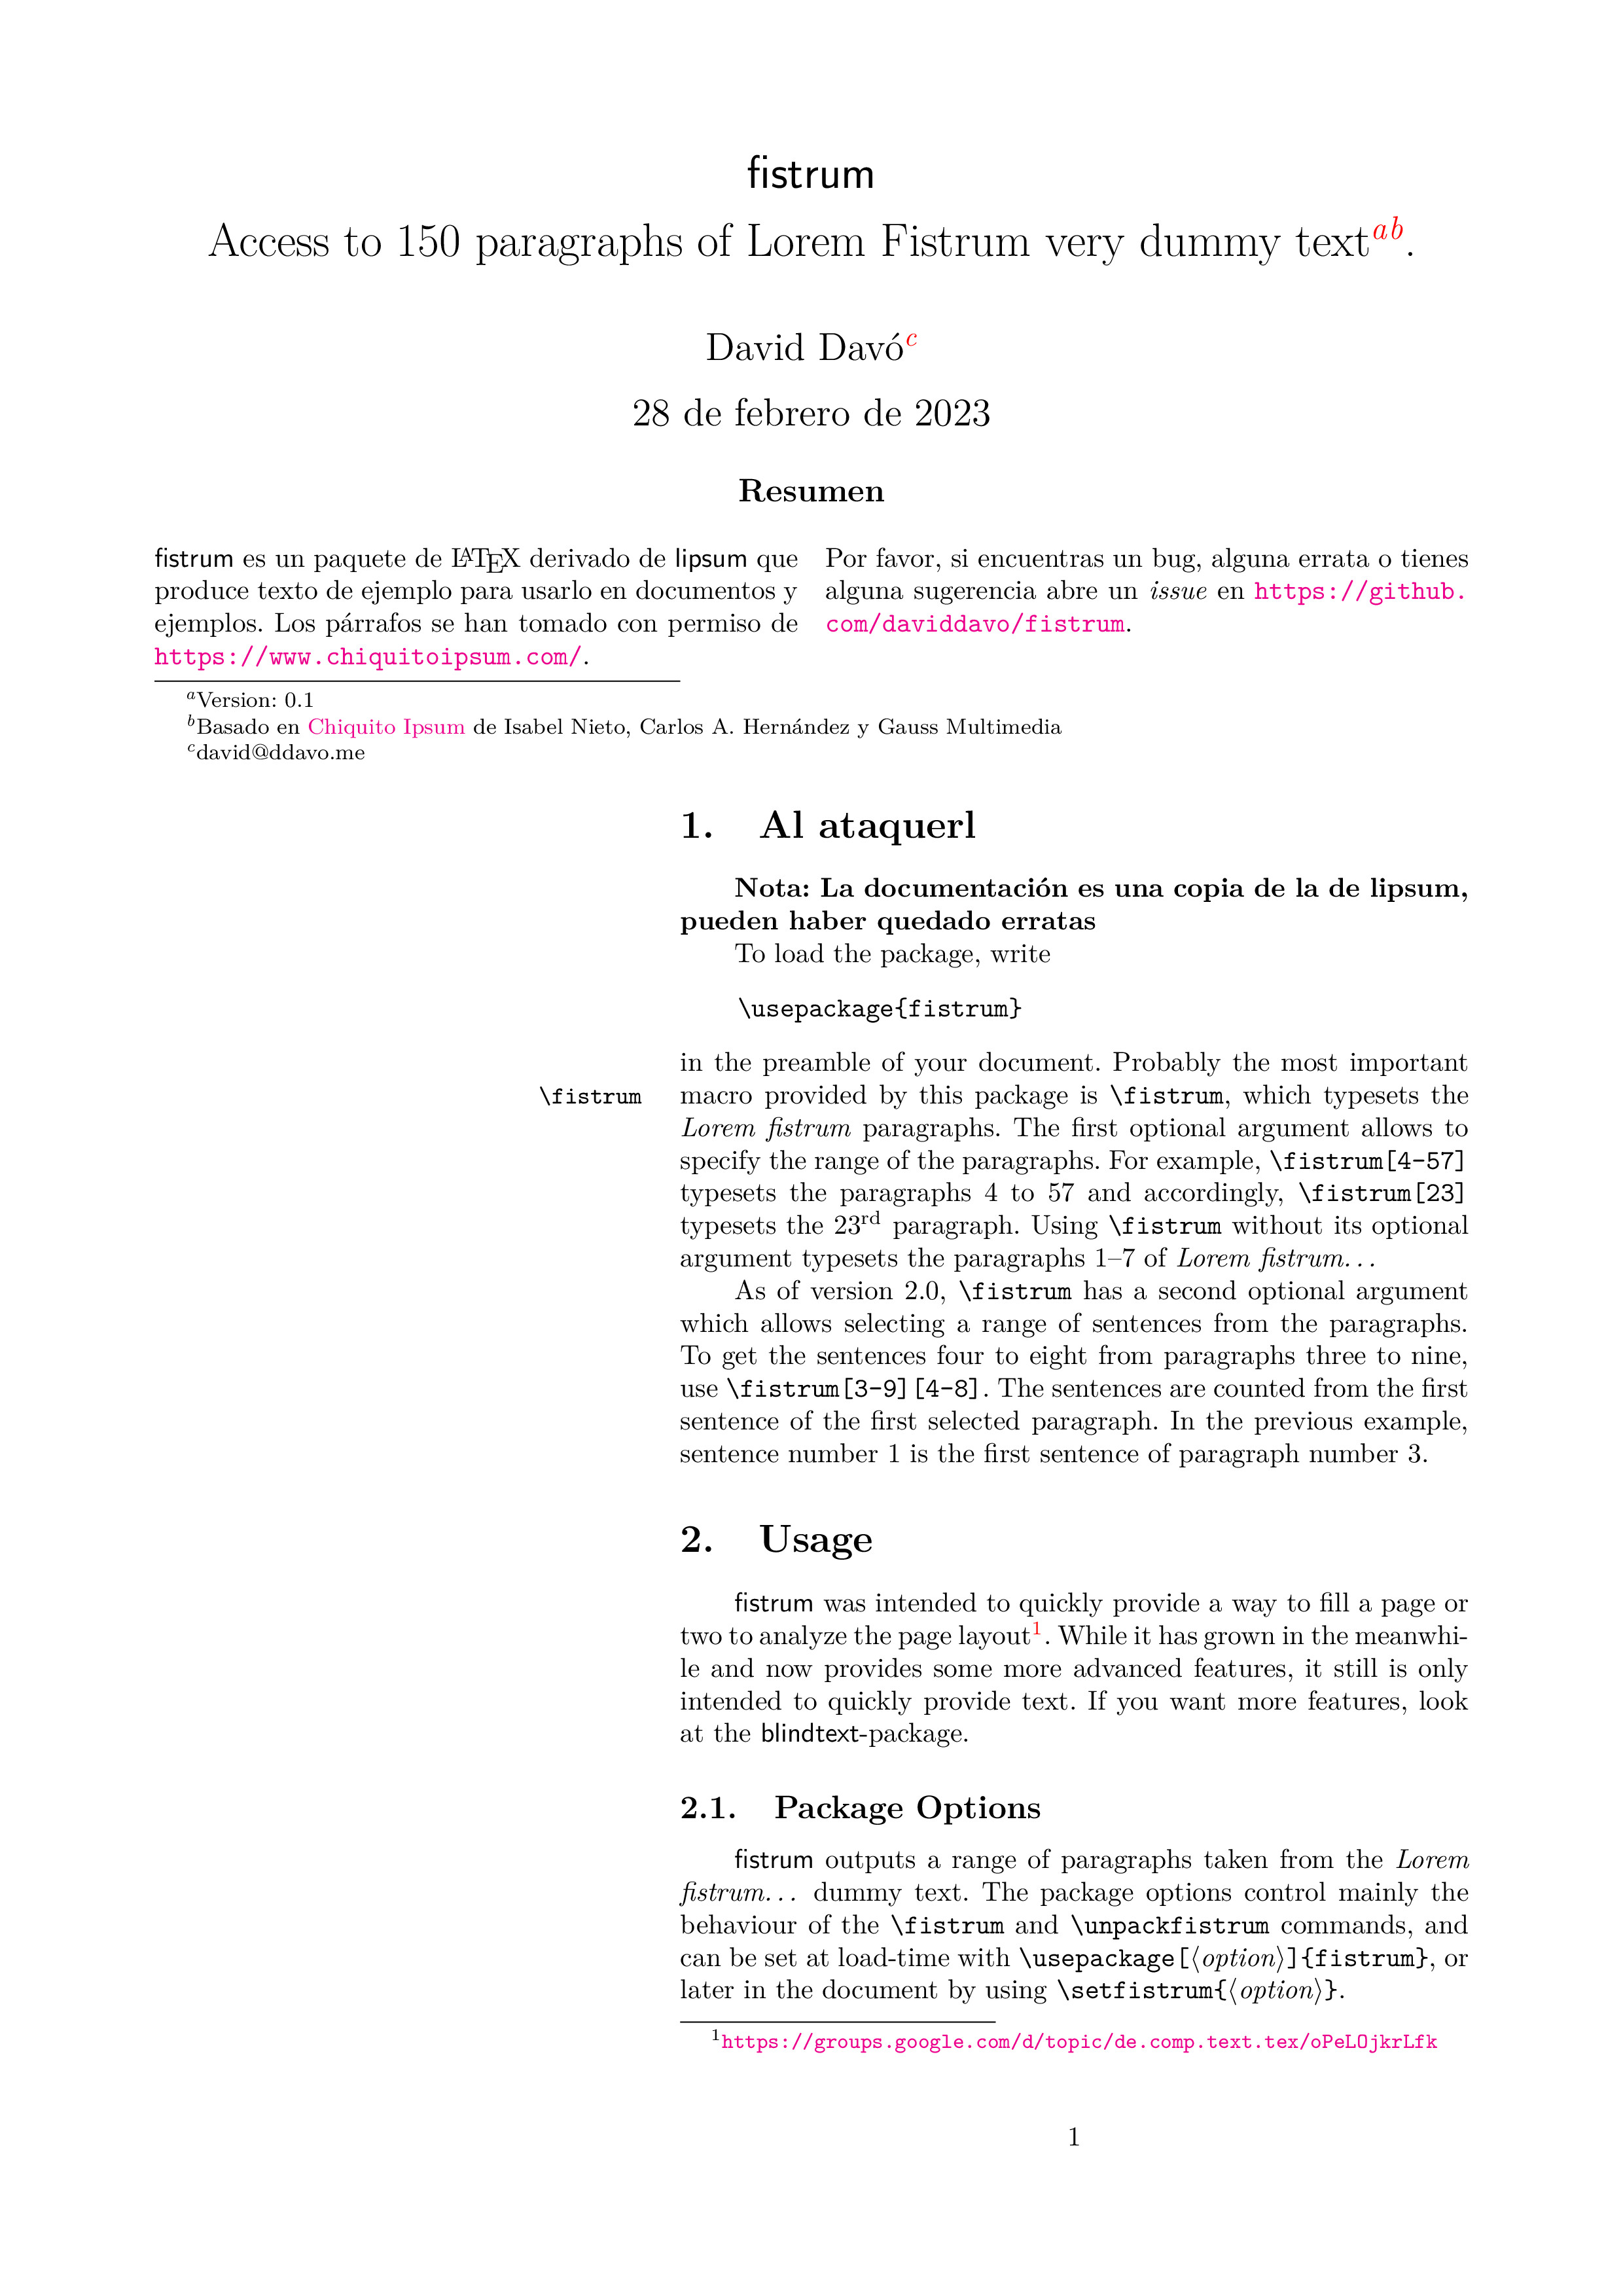 fistrum
Access to 150 paragraphs of Lorem Fistrum very dummy text^ab.
David Davó^c
28 de febrero de 2023
Resumen
fistrum es un paquete de LATEX derivado de lipsum que
produce texto de ejemplo para usarlo en documentos y
ejemplos. Los párrafos se han tomado con permiso de
https://www.chiquitoipsum.com/.
Por favor, si encuentras un bug, alguna errata o tienes
alguna sugerencia abre un issue en https://github.
com/daviddavo/fistrum.
^aVersion: 0.1
^bBasado en Chiquito Ipsum de Isabel Nieto, Carlos A. Hernández y Gauss Multimedia
^cdavid@ddavo.me
1. Al ataquerl
Nota: La documentación es una copia de la de lipsum,
pueden haber quedado erratas
To load the package, write
\usepackage{fistrum}
in the preamble of your document. Probably the most important
\fistrum
macro provided by this package is \fistrum, which typesets the
Lorem fistrum paragraphs. The first optional argument allows to
specify the range of the paragraphs. For example, \fistrum[4-57]
typesets the paragraphs 4 to 57 and accordingly, \fistrum[23]
typesets the 23rd paragraph. Using \fistrum without its optional
argument typesets the paragraphs 1–7 of Lorem fistrum...
As of version 2.0, \fistrum has a second optional argument
which allows selecting a range of sentences from the paragraphs.
To get the sentences four to eight from paragraphs three to nine,
use \fistrum[3-9][4-8]. The sentences are counted from the first
sentence of the first selected paragraph. In the previous example,
sentence number 1 is the first sentence of paragraph number 3.
2. Usage
fistrum was intended to quickly provide a way to fill a page or
two to analyze the page layout^1. While it has grown in the meanwhi-
le and now provides some more advanced features, it still is only
intended to quickly provide text. If you want more features, look
at the blindtext-package.
2.1. Package Options
fistrum outputs a range of paragraphs taken from the Lorem
fistrum... dummy text. The package options control mainly the
behaviour of the \fistrum and \unpackfistrum commands, and
can be set at load-time with \usepackage[⟨option⟩]{fistrum}, or
later in the document by using \setfistrum{⟨option⟩}.
^1https://groups.google.com/d/topic/de.comp.text.tex/oPeLOjkrLfk
1